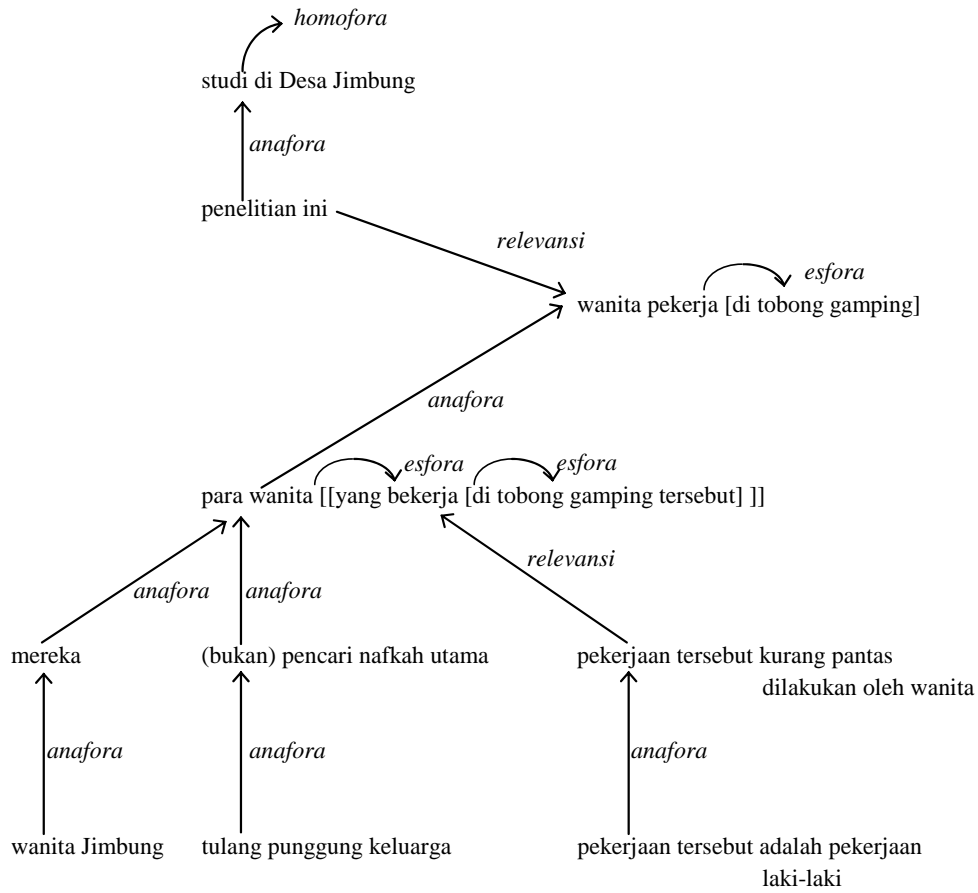 homofora
studi di Desa Jimbung
anafora
penelitian ini
relevansi
esfora
wanita pekerja [di tobong gamping]
anafora
esfora esfora
para wanita [[yang bekerja [di tobong gamping tersebut] ]]
relevansi
anafora anafora
mereka (bukan) pencari nafkah utama pekerjaan tersebut kurang pantas
dilakukan oleh wanita
anafora anafora anafora
wanita Jimbung tulang punggung keluarga pekerjaan tersebut adalah pekerjaan
laki-laki